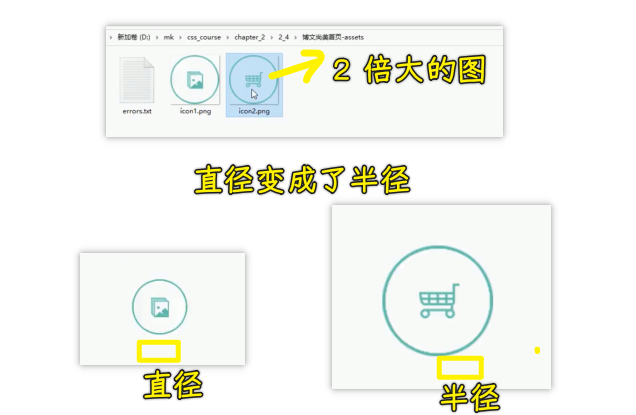 新加卷 (D:) › mk › css_course › chapter_2 › 2_4 › 博文尚美首页-assets
2 倍大的图
errors.txt icon1.png icon2.png
直径变成了半径
直径
半径